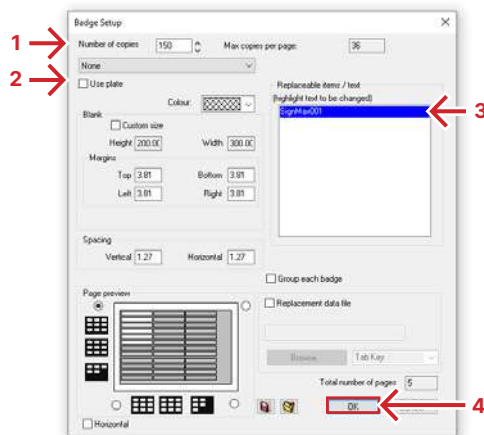 Badge Setup
1 Number of copies 150 Max copies per page: 36
None
2 Use plate
Replaceable items / text
Colour:
(highlight text to be changed)
Blank
SignMax001 3
Custom size
Height 200.00 Width 300.00
Margins
Top 3.81 Bottom 3.81
Left 3.81 Right 3.81
Spacing
Vertical 1.27 Horizontal 1.27
Group each badge
Page preview
Replacement data file
Browse Tab Key
Total number of pages 5
OK 4
Horizontal